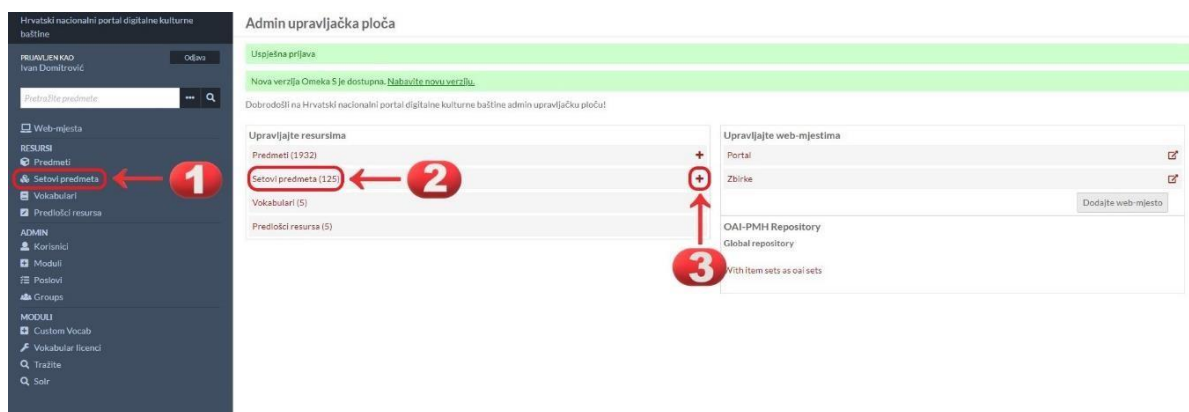 Hrvatski nacionalni portal digitalne kulturne
baštine
PRIJAVLJEN KAO
Ivan Domitrović
Odjava
Pretražite predmete
Web-mjesta
RESURSI
Predmeti
Setovi predmeta
1
Vokabulari
Predlošci resursa
ADMIN
Korisnici
Moduli
Poslovi
Groups
MODULI
Custom Vocab
Vokabular licenci
Tražite
Solr
Admin upravljačka ploča
Uspješna prijava
Nova verzija Omeka S je dostupna. Nabavite novu verziju.
Dobrodošli na Hrvatski nacionalni portal digitalne kulturne baštine admin upravljačku ploču!
Upravljajte resursima
Predmeti (1932)
Setovi predmeta (125)
2
Vokabulari (5)
Predlošci resursa (5)
3
Upravljajte web-mjestima
Portal
Zbirke
Dodajte web-mjesto
OAI-PMH Repository
Global repository
With item sets as oai sets